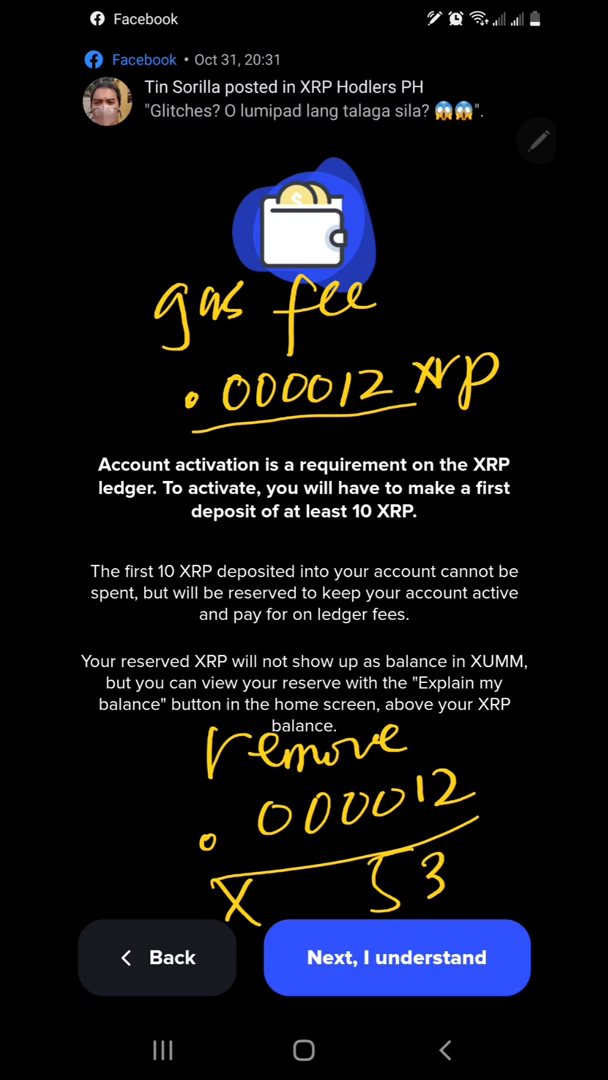 Facebook
Facebook • Oct 31, 20:31
Tin Sorilla posted in XRP Hodlers PH
"Glitches? O lumipad lang talaga sila? 😱😱".
gas fee
.000012 xrp
Account activation is a requirement on the XRP
ledger. To activate, you will have to make a first
deposit of at least 10 XRP.
The first 10 XRP deposited into your account cannot be
spent, but will be reserved to keep your account active
and pay for on ledger fees.
Your reserved XRP will not show up as balance in XUMM,
but you can view your reserve with the "Explain my
balance" button in the home screen, above your XRP
balance.
remove
.000012
x 53
Back
Next, I understand